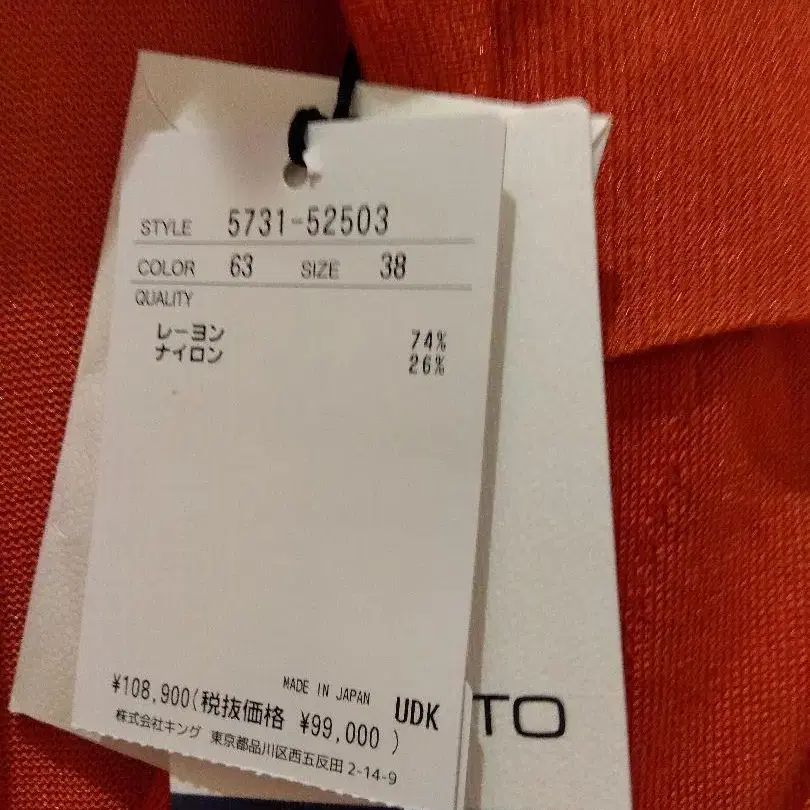 STYLE 5731-52503
COLOR 63 SIZE 38
QUALITY
レーヨン 74%
ナイロン 26%
MADE IN JAPAN UDK
¥108,900(税抜価格 ¥99,000 )
株式会社キング 東京都品川区西五反田 2-14-9
TO